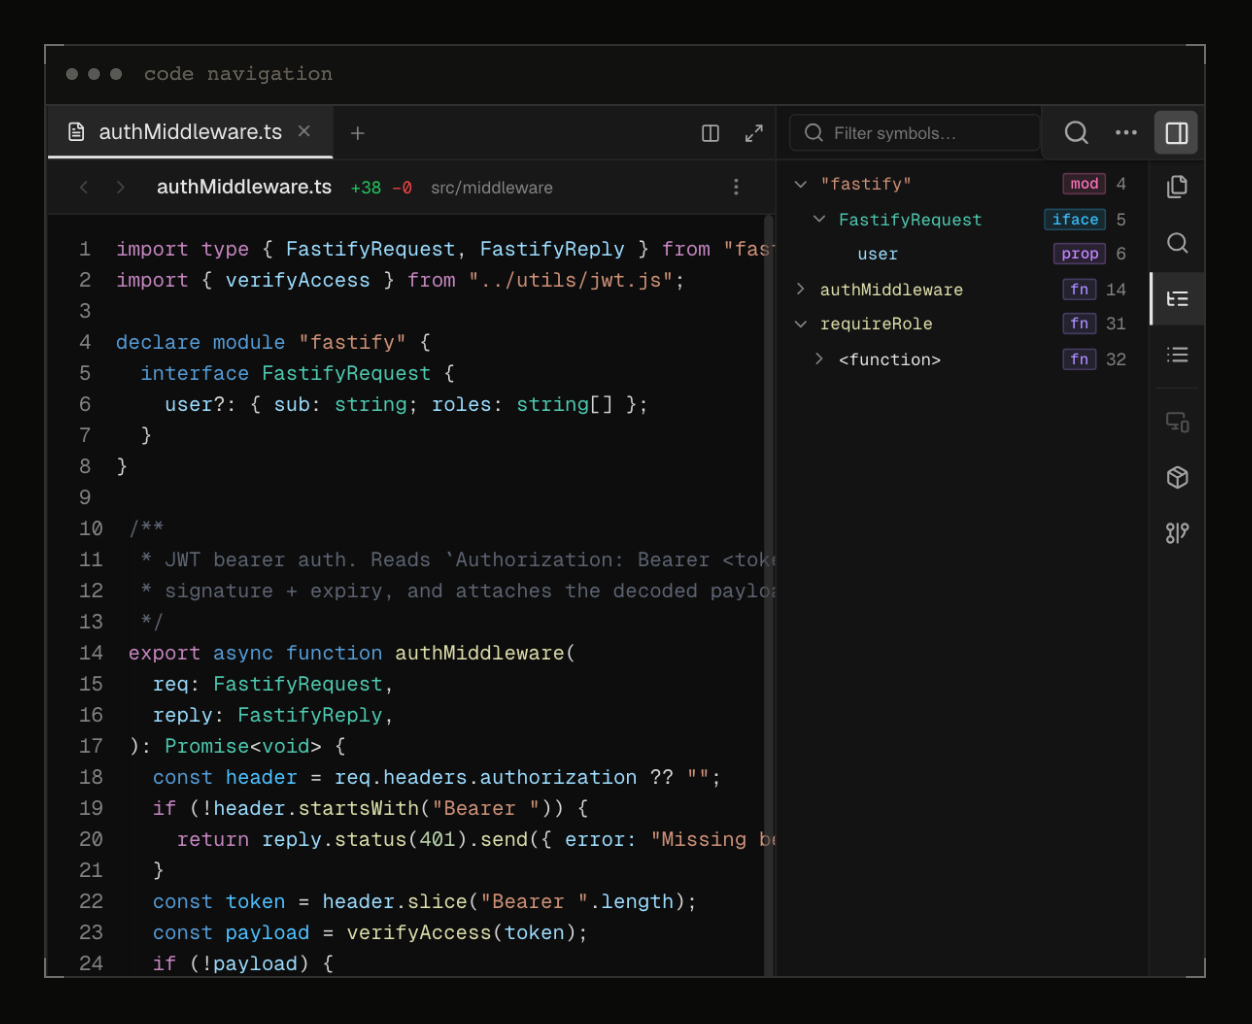 code navigation
authMiddleware.ts
Filter symbols...
authMiddleware.ts +38 -0 src/middleware
1 import type { FastifyRequest, FastifyReply } from "fas
2 import { verifyAccess } from "../utils/jwt.js";
3
4 declare module "fastify" {
5   interface FastifyRequest {
6     user?: { sub: string; roles: string[] };
7   }
8 }
9
10 /**
11  * JWT bearer auth. Reads `Authorization: Bearer <toke
12  * signature + expiry, and attaches the decoded payloa
13  */
14 export async function authMiddleware(
15   req: FastifyRequest,
16   reply: FastifyReply,
17 ): Promise<void> {
18   const header = req.headers.authorization ?? "";
19   if (!header.startsWith("Bearer ")) {
20     return reply.status(401).send({ error: "Missing be
21   }
22   const token = header.slice("Bearer ".length);
23   const payload = verifyAccess(token);
24   if (!payload) {
"fastify" mod 4
FastifyRequest iface 5
user prop 6
authMiddleware fn 14
requireRole fn 31
<function> fn 32